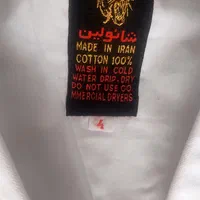 شانولین
MADE IN IRAN
COTTON 100%
WASH IN COLD
WATER DRIP-DRY
DO NOT USE CO.
MMERCIAL DRYERS
4